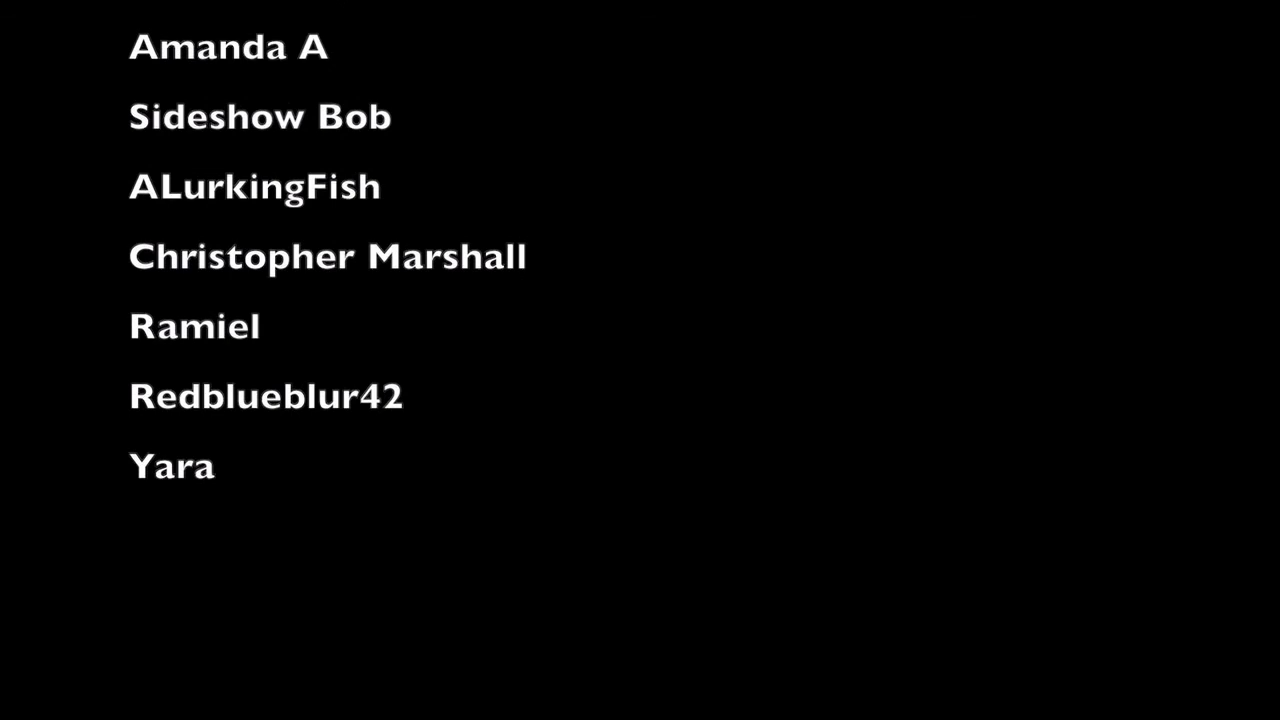 Amanda A
Sideshow Bob
ALurkingFish
Christopher Marshall
Ramiel
Redblueblur42
Yara